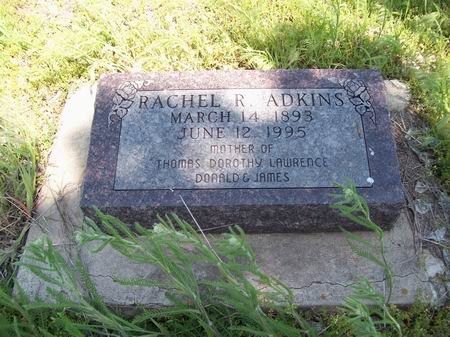 RACHEL R. ADKINS
MARCH 14, 1893
JUNE 12, 1995
MOTHER OF
THOMAS DOROTHY LAWRENCE
DONALD & JAMES